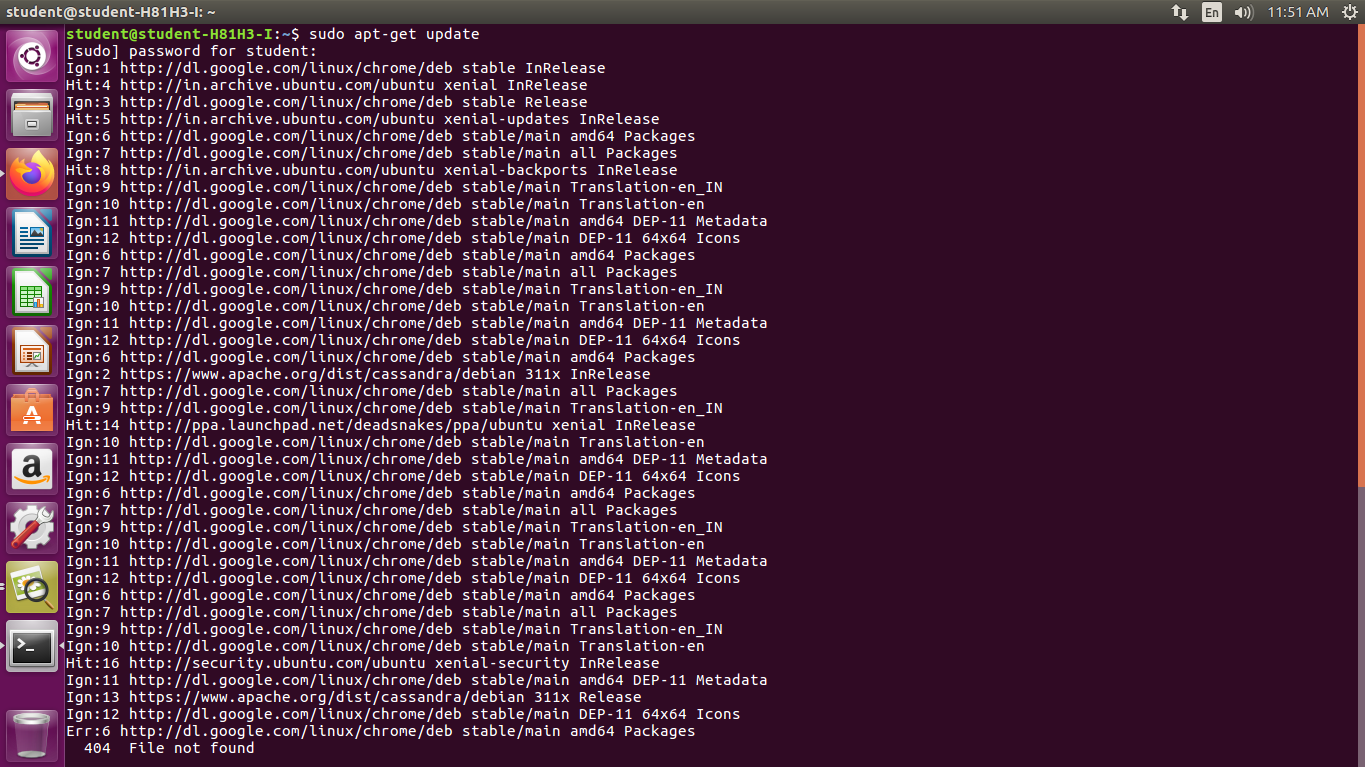 student@student-H81H3-I: ~
En
11:51 AM
student@student-H81H3-I:~$ sudo apt-get update
[sudo] password for student:
Ign:1 http://dl.google.com/linux/chrome/deb stable InRelease
Hit:4 http://in.archive.ubuntu.com/ubuntu xenial InRelease
Ign:3 http://dl.google.com/linux/chrome/deb stable Release
Hit:5 http://in.archive.ubuntu.com/ubuntu xenial-updates InRelease
Ign:6 http://dl.google.com/linux/chrome/deb stable/main amd64 Packages
Ign:7 http://dl.google.com/linux/chrome/deb stable/main all Packages
Hit:8 http://in.archive.ubuntu.com/ubuntu xenial-backports InRelease
Ign:9 http://dl.google.com/linux/chrome/deb stable/main Translation-en_IN
Ign:10 http://dl.google.com/linux/chrome/deb stable/main Translation-en
Ign:11 http://dl.google.com/linux/chrome/deb stable/main amd64 DEP-11 Metadata
Ign:12 http://dl.google.com/linux/chrome/deb stable/main DEP-11 64x64 Icons
Ign:6 http://dl.google.com/linux/chrome/deb stable/main amd64 Packages
Ign:7 http://dl.google.com/linux/chrome/deb stable/main all Packages
Ign:9 http://dl.google.com/linux/chrome/deb stable/main Translation-en_IN
Ign:10 http://dl.google.com/linux/chrome/deb stable/main Translation-en
Ign:11 http://dl.google.com/linux/chrome/deb stable/main amd64 DEP-11 Metadata
Ign:12 http://dl.google.com/linux/chrome/deb stable/main DEP-11 64x64 Icons
Ign:6 http://dl.google.com/linux/chrome/deb stable/main amd64 Packages
Ign:2 https://www.apache.org/dist/cassandra/debian 311x InRelease
Ign:7 http://dl.google.com/linux/chrome/deb stable/main all Packages
Ign:9 http://dl.google.com/linux/chrome/deb stable/main Translation-en_IN
Hit:14 http://ppa.launchpad.net/deadsnakes/ppa/ubuntu xenial InRelease
Ign:10 http://dl.google.com/linux/chrome/deb stable/main Translation-en
Ign:11 http://dl.google.com/linux/chrome/deb stable/main amd64 DEP-11 Metadata
Ign:12 http://dl.google.com/linux/chrome/deb stable/main DEP-11 64x64 Icons
Ign:6 http://dl.google.com/linux/chrome/deb stable/main amd64 Packages
Ign:7 http://dl.google.com/linux/chrome/deb stable/main all Packages
Ign:9 http://dl.google.com/linux/chrome/deb stable/main Translation-en_IN
Ign:10 http://dl.google.com/linux/chrome/deb stable/main Translation-en
Ign:11 http://dl.google.com/linux/chrome/deb stable/main amd64 DEP-11 Metadata
Ign:12 http://dl.google.com/linux/chrome/deb stable/main DEP-11 64x64 Icons
Ign:6 http://dl.google.com/linux/chrome/deb stable/main amd64 Packages
Ign:7 http://dl.google.com/linux/chrome/deb stable/main all Packages
Ign:9 http://dl.google.com/linux/chrome/deb stable/main Translation-en_IN
Ign:10 http://dl.google.com/linux/chrome/deb stable/main Translation-en
Hit:16 http://security.ubuntu.com/ubuntu xenial-security InRelease
Ign:11 http://dl.google.com/linux/chrome/deb stable/main amd64 DEP-11 Metadata
Ign:13 https://www.apache.org/dist/cassandra/debian 311x Release
Ign:12 http://dl.google.com/linux/chrome/deb stable/main DEP-11 64x64 Icons
Err:6 http://dl.google.com/linux/chrome/deb stable/main amd64 Packages
  404  File not found